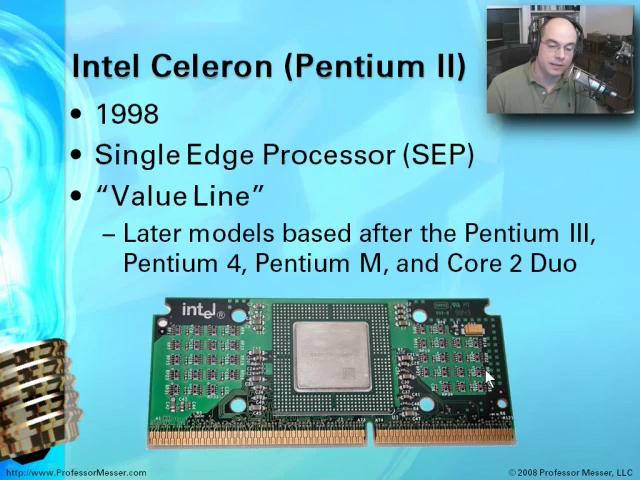 Intel Celeron (Pentium II)
• 1998
• Single Edge Processor (SEP)
• “Value Line”
– Later models based after the Pentium III,
Pentium 4, Pentium M, and Core 2 Duo
intel®
http://www.ProfessorMesser.com
© 2008 Professor Messer, LLC